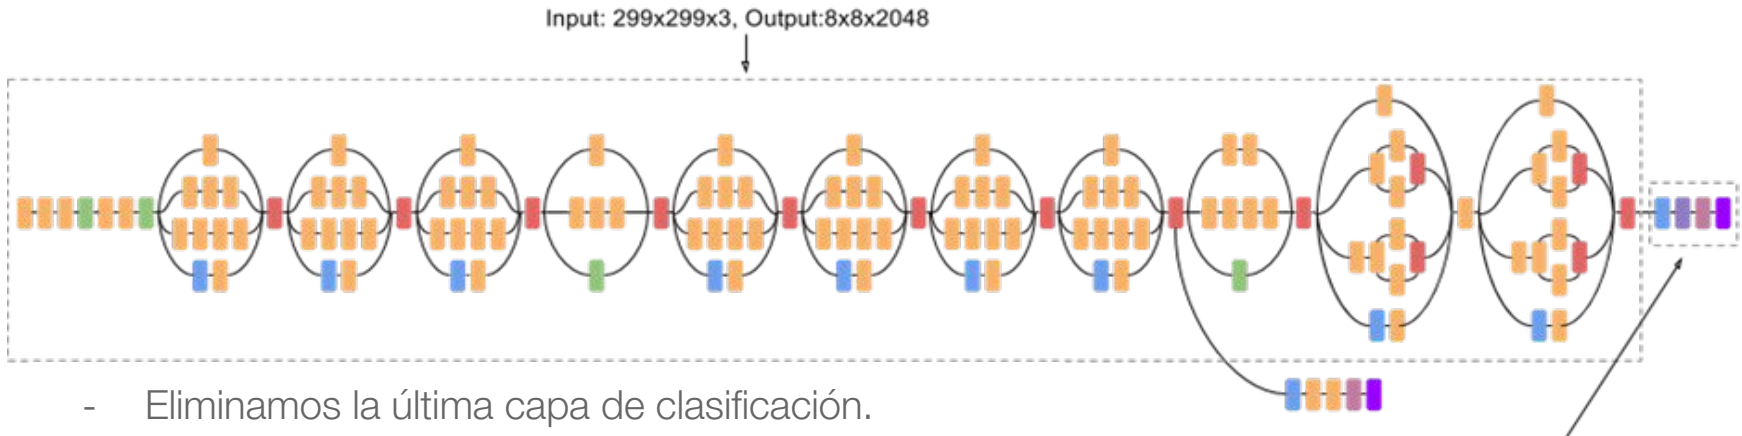 Input: 299x299x3, Output:8x8x2048
- Eliminamos la última capa de clasificación.